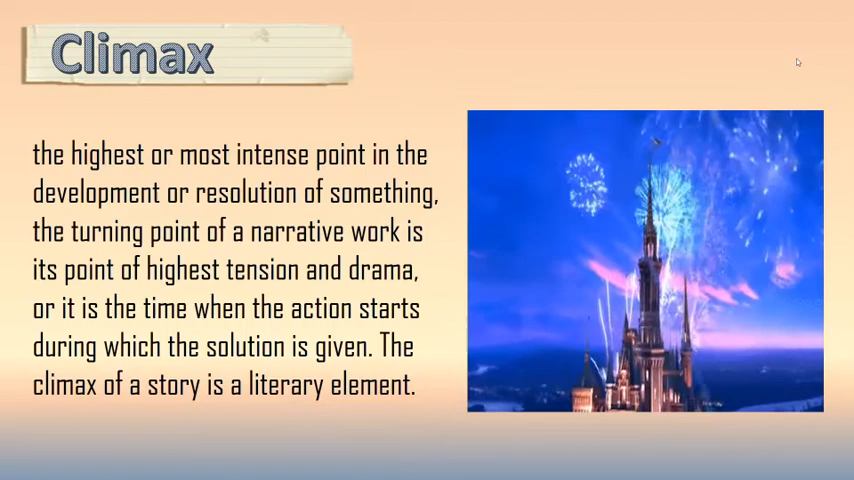 Climax
the highest or most intense point in the
development or resolution of something,
the turning point of a narrative work is
its point of highest tension and drama,
or it is the time when the action starts
during which the solution is given. The
climax of a story is a literary element.